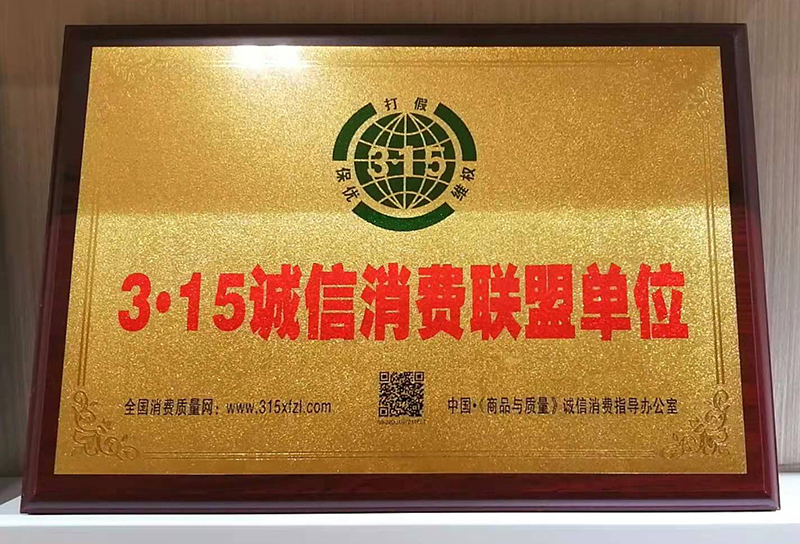 打假
3·15
保优
维权
3·15诚信消费联盟单位
全国消费质量网：www.315xfzl.com
中国·《商品与质量》诚信消费指导办公室